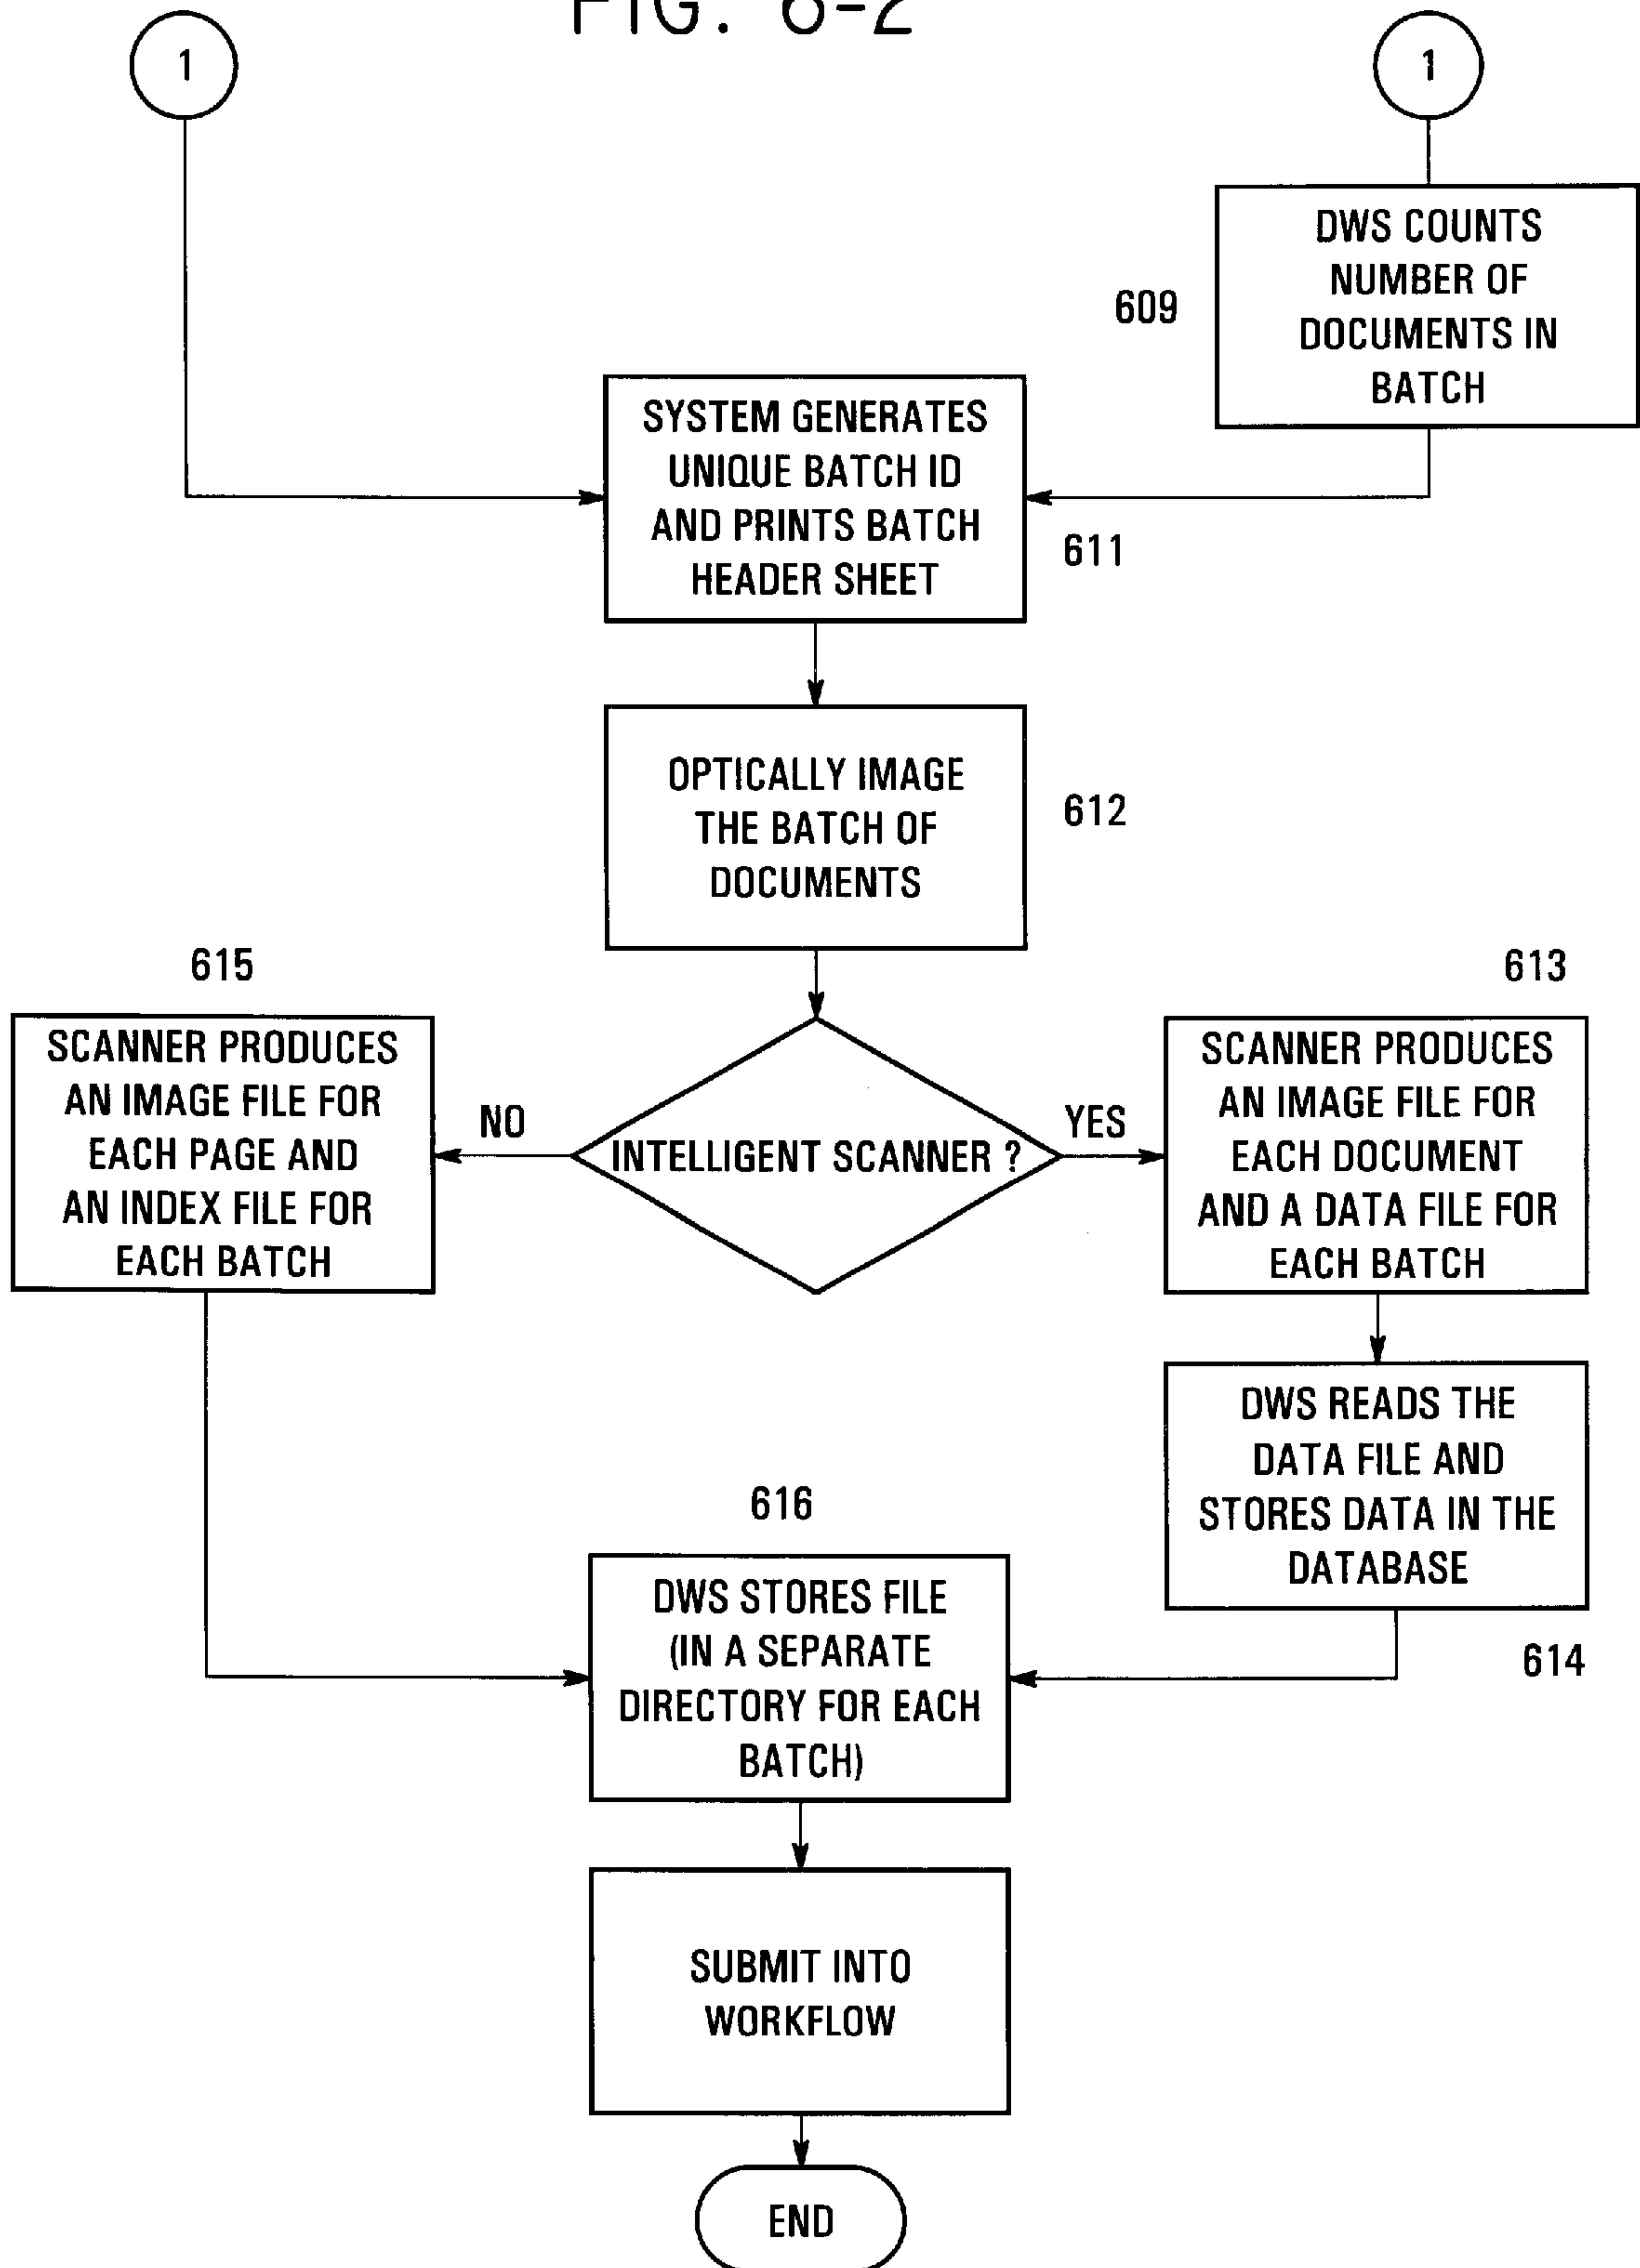 FIG. 6-2
1
1
DWS COUNTS
NUMBER OF
DOCUMENTS IN
BATCH
609
SYSTEM GENERATES
UNIQUE BATCH ID
AND PRINTS BATCH
HEADER SHEET
611
OPTICALLY IMAGE
THE BATCH OF
DOCUMENTS
612
615
SCANNER PRODUCES
AN IMAGE FILE FOR
EACH PAGE AND
AN INDEX FILE FOR
EACH BATCH
NO
INTELLIGENT SCANNER ?
YES
613
SCANNER PRODUCES
AN IMAGE FILE FOR
EACH DOCUMENT
AND A DATA FILE FOR
EACH BATCH
DWS READS THE
DATA FILE AND
STORES DATA IN THE
DATABASE
614
616
DWS STORES FILE
(IN A SEPARATE
DIRECTORY FOR EACH
BATCH)
SUBMIT INTO
WORKFLOW
END